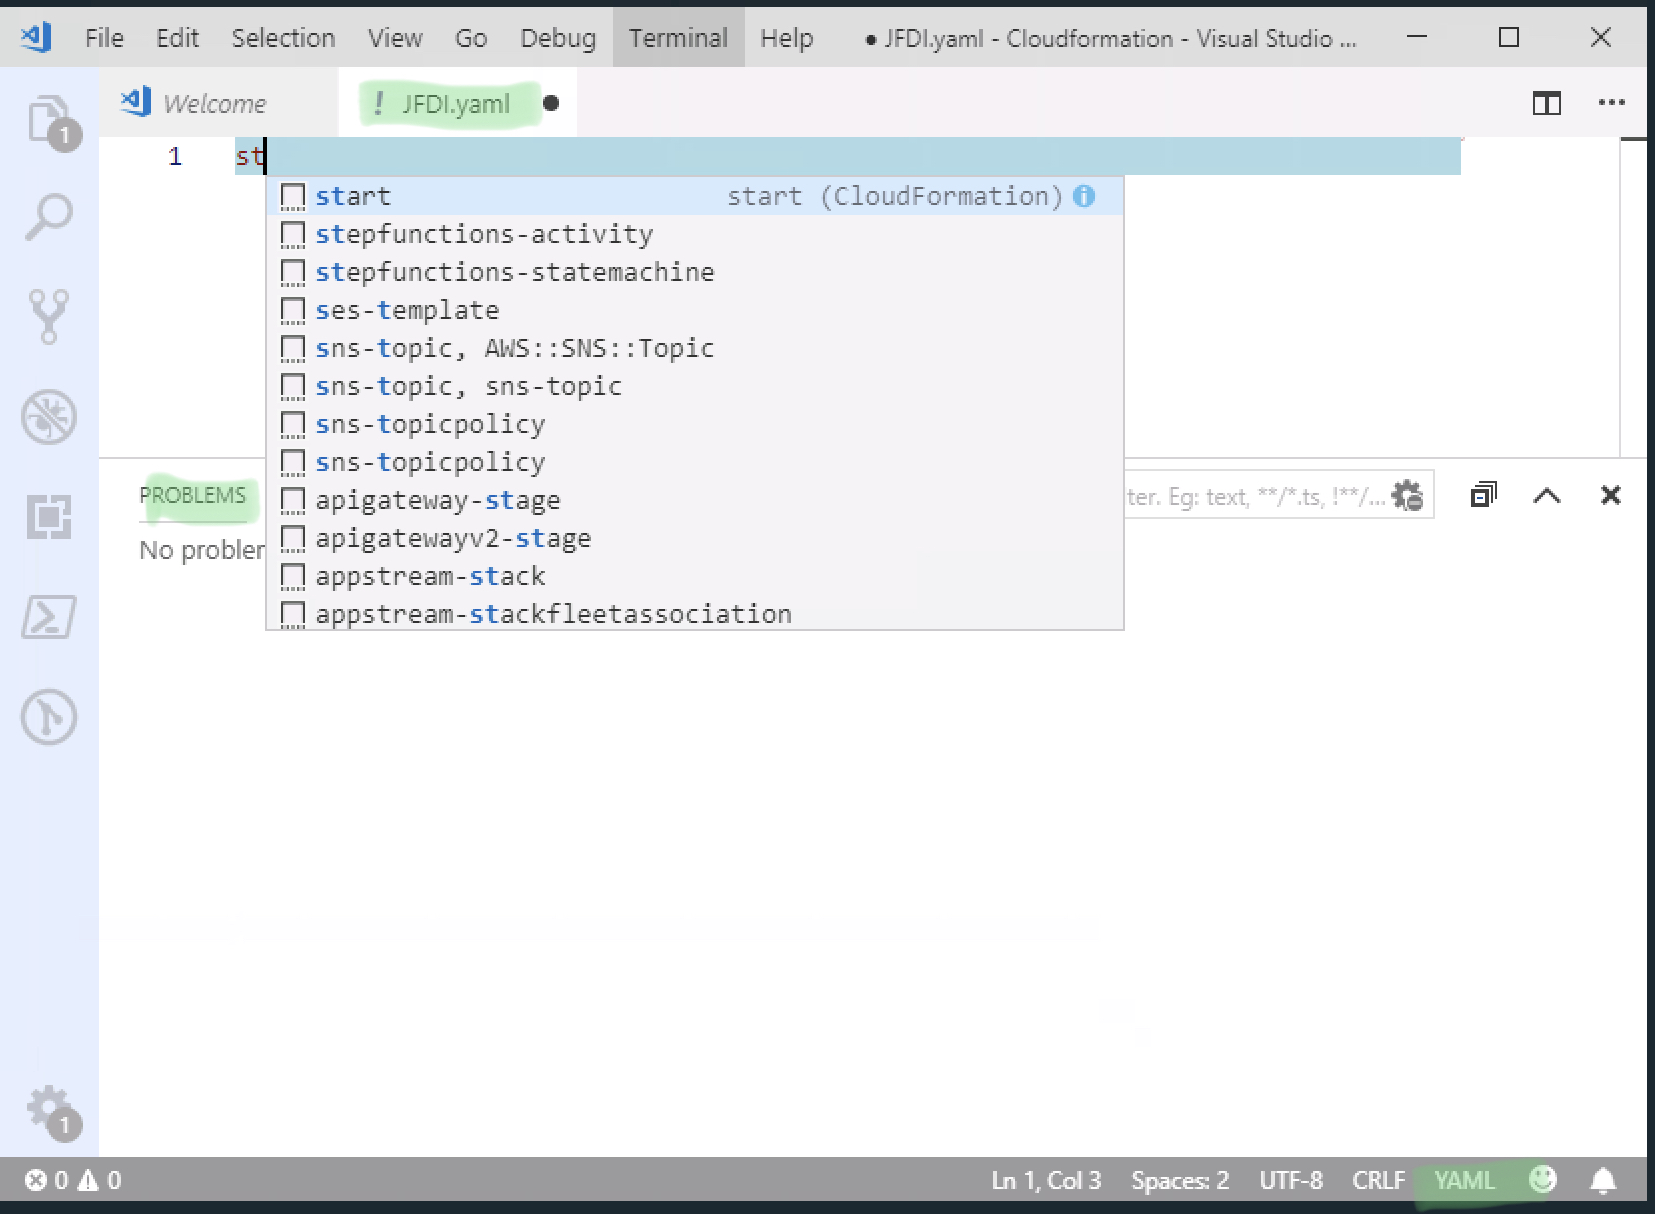 File Edit Selection View Go Debug Terminal Help ● JFDI.yaml - Cloudformation - Visual Studio ...
Welcome ! JFDI.yaml ●
1 st
start start (CloudFormation)
stepfunctions-activity
stepfunctions-statemachine
ses-template
sns-topic, AWS::SNS::Topic
sns-topic, sns-topic
sns-topicpolicy
sns-topicpolicy
apigateway-stage
apigatewayv2-stage
appstream-stack
appstream-stackfleetassociation
1
PROBLEMS
ter. Eg: text, **/*.ts, !**/...
No probler
1
0 0 Ln 1, Col 3 Spaces: 2 UTF-8 CRLF YAML